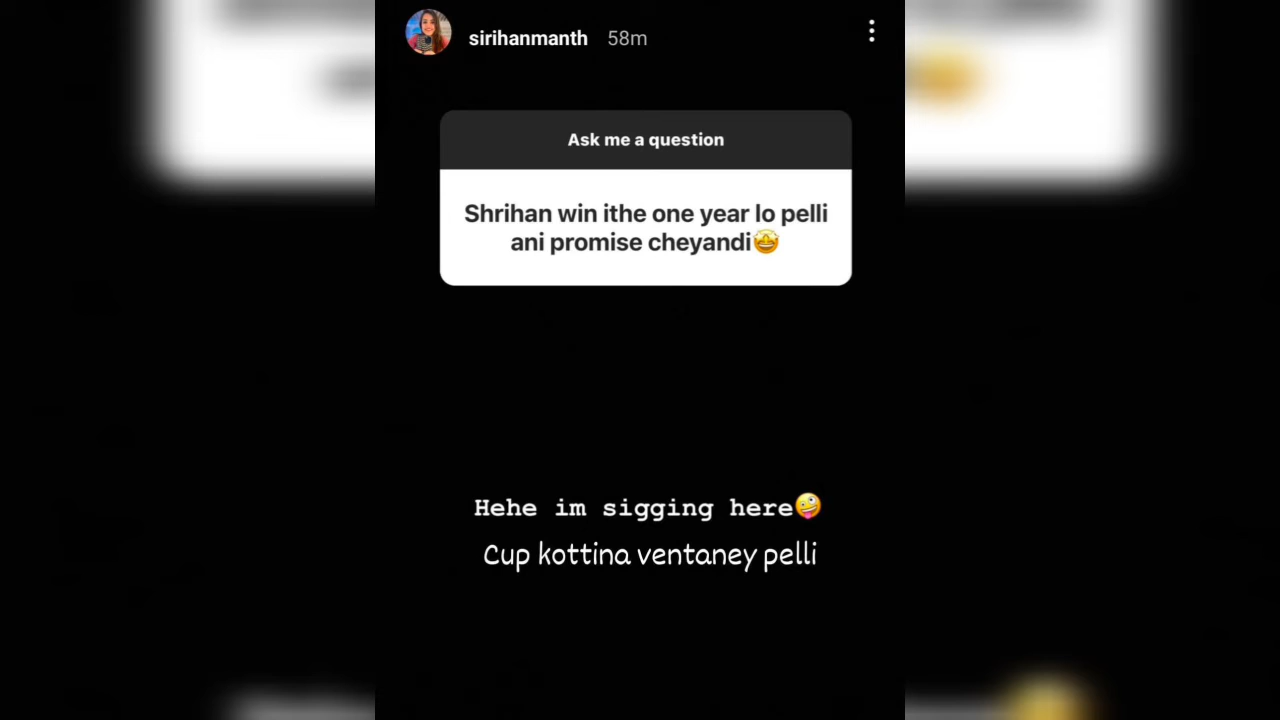 sirihanmanth 58m
Ask me a question
Shrihan win ithe one year lo pelli
ani promise cheyandi🤩
Hehe im sigging here🤪
Cup kottina ventaney pelli